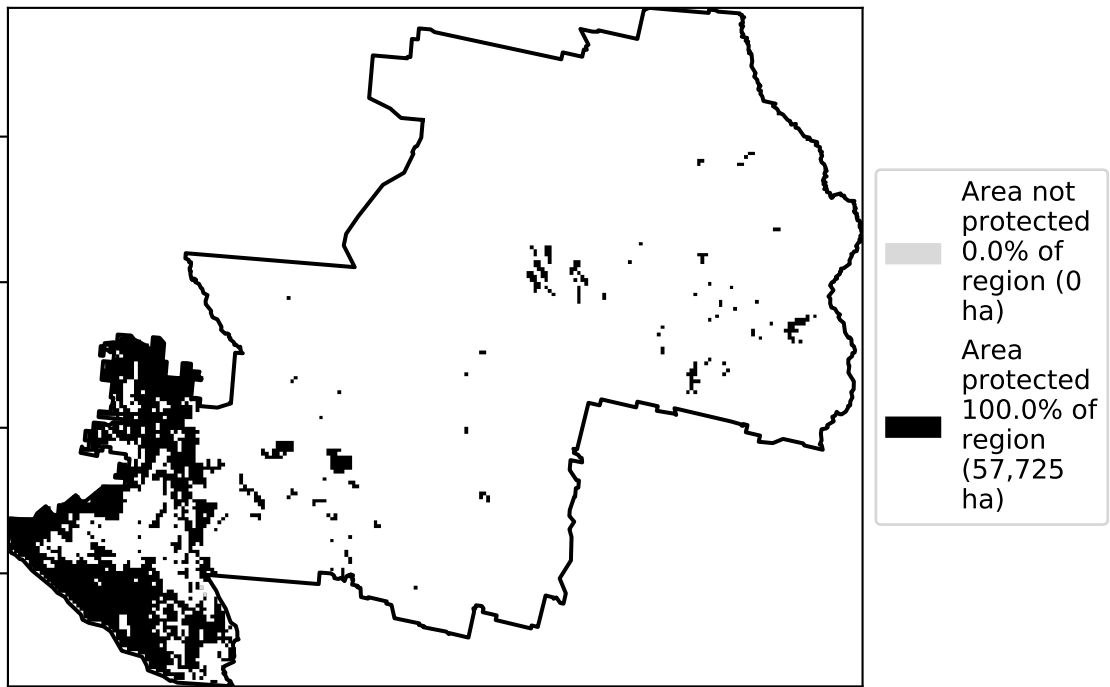 Area not
protected
0.0% of
region (0
ha)
Area
protected
100.0% of
region
(57,725
ha)